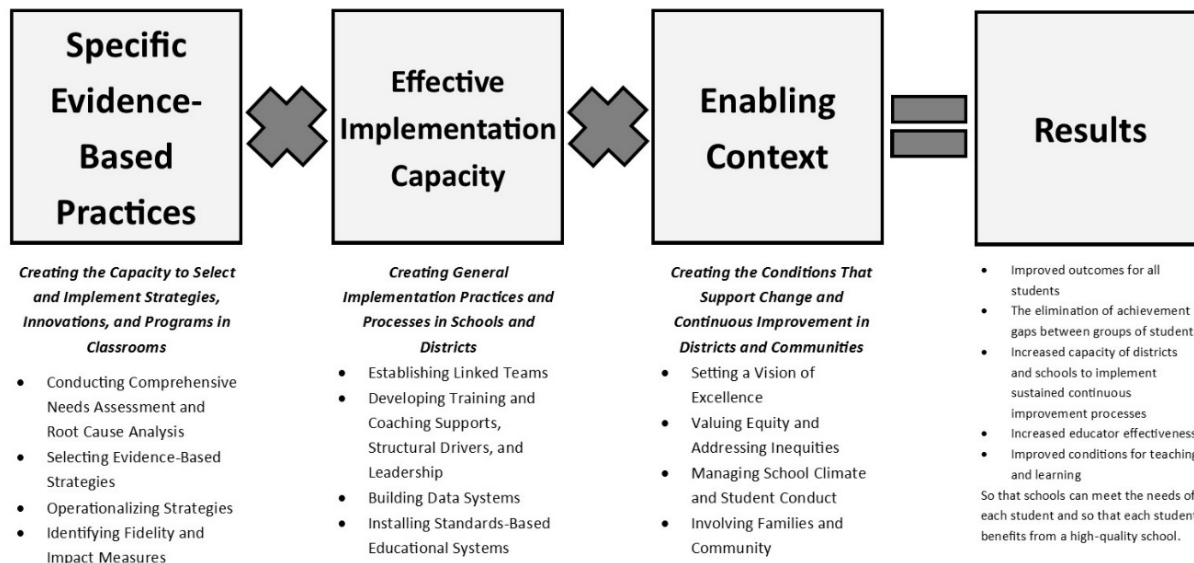 Specific
Evidence-
Based
Practices
Effective
Implementation
Capacity
Enabling
Context
Results
Creating the Capacity to Select
and Implement Strategies,
Innovations, and Programs in
Classrooms
• Conducting Comprehensive
Needs Assessment and
Root Cause Analysis
• Selecting Evidence-Based
Strategies
• Operationalizing Strategies
• Identifying Fidelity and
Impact Measures
Creating General
Implementation Practices and
Processes in Schools and
Districts
• Establishing Linked Teams
• Developing Training and
Coaching Supports,
Structural Drivers, and
Leadership
• Building Data Systems
• Installing Standards-Based
Educational Systems
Creating the Conditions That
Support Change and
Continuous Improvement in
Districts and Communities
• Setting a Vision of
Excellence
• Valuing Equity and
Addressing Inequities
• Managing School Climate
and Student Conduct
• Involving Families and
Community
• Improved outcomes for all
students
• The elimination of achievement
gaps between groups of student
• Increased capacity of districts
and schools to implement
sustained continuous
improvement processes
• Increased educator effectiveness
• Improved conditions for teaching
and learning
So that schools can meet the needs of
each student and so that each student
benefits from a high-quality school.